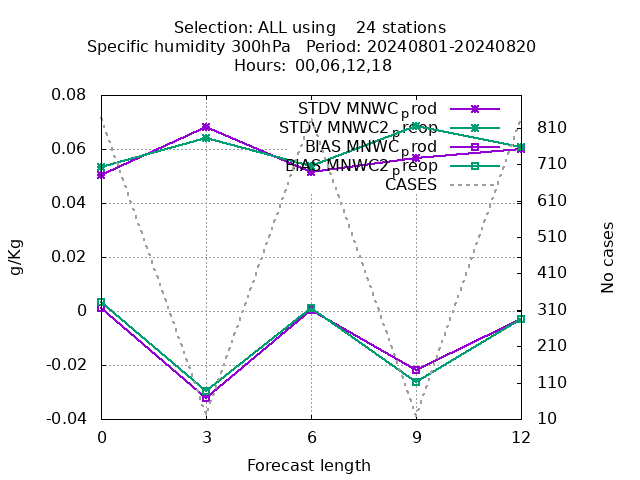 Selection: ALL using    24 stations
Specific humidity 300hPa   Period: 20240801-20240820
Hours: 00,06,12,18
0.08
0.06
0.04
0.02
0
-0.02
-0.04
g/Kg
STDV MNWC_prod
STDV MNWC2_preop
BIAS MNWC_prod
BIAS MNWC2_preop
CASES
810
710
610
510
410
310
210
110
10
No cases
0 3 6 9 12
Forecast length